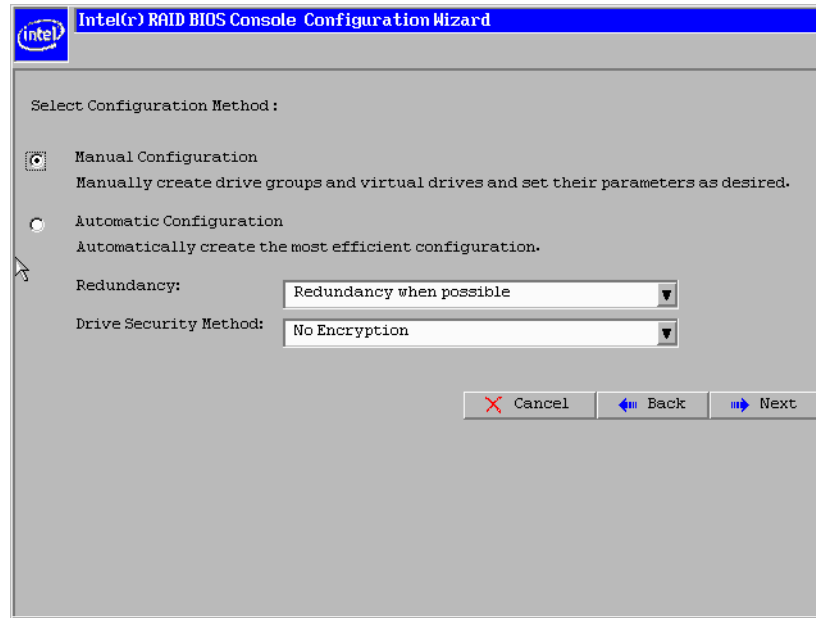 intel
Intel(r) RAID BIOS Console Configuration Wizard
Select Configuration Method:
Manual Configuration
Manually create drive groups and virtual drives and set their parameters as desired.
Automatic Configuration
Automatically create the most efficient configuration.
Redundancy: Redundancy when possible
Drive Security Method: No Encryption
Cancel Back Next